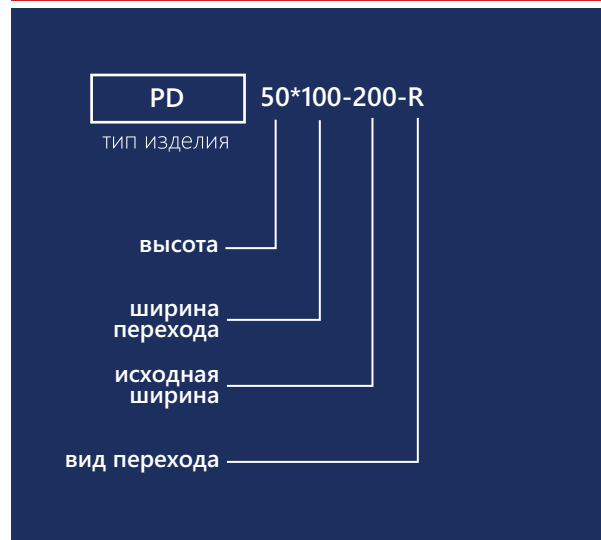 PD 50*100-200-R
тип изделия
высота
ширина
перехода
исходная
ширина
вид перехода